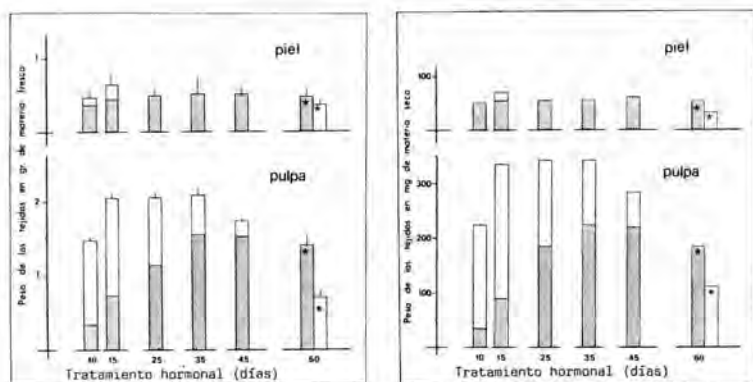 piel
1
Peso de los tejidos en gr. de materia fresca
pulpa
2
1
10 15 25 35 45 60
Tratamiento hormonal (días)
piel
100
Peso de los tejidos en mg. de materia seca
pulpa
300
200
100
10 15 25 35 45 60
Tratamiento hormonal (días)